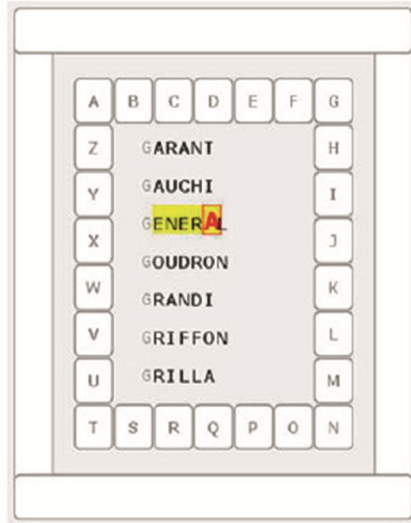 A B C D E F G
Z GARANT H
Y GAUCHI I
X GENERAL J
W GOUDRON K
V GRANDI L
U GRIFFON M
GRILLA
T S R Q P O N